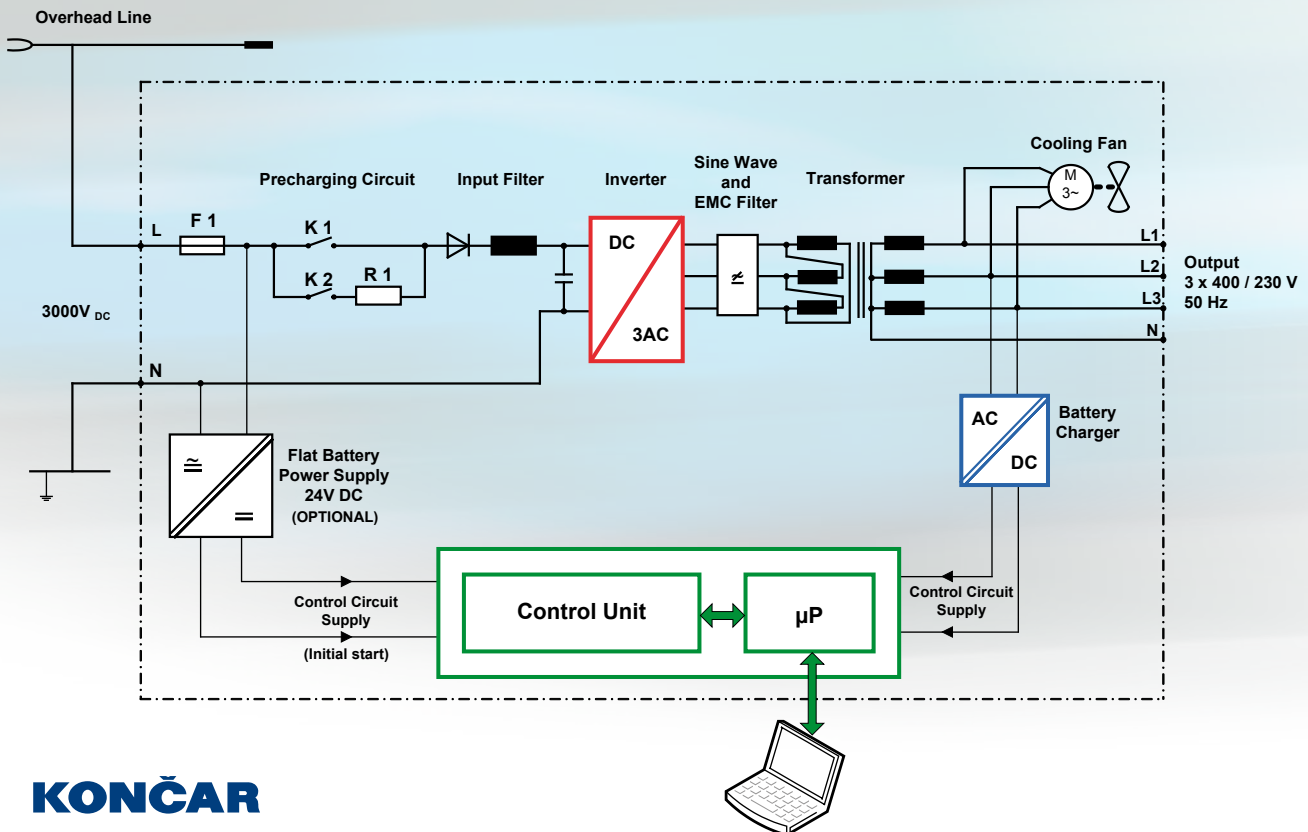 Overhead Line
Cooling Fan
M
3~
Precharging Circuit
Input Filter
Inverter
Sine Wave
and
EMC Filter
Transformer
L
F 1
K 1
K 2
R 1
DC
3AC
≄
L1
L2
L3
N
Output
3 x 400 / 230 V
50 Hz
3000V DC
N
Flat Battery
Power Supply
24V DC
(OPTIONAL)
AC
DC
Battery
Charger
Control Circuit
Supply
(Initial start)
Control Unit
µP
Control Circuit
Supply
KONČAR